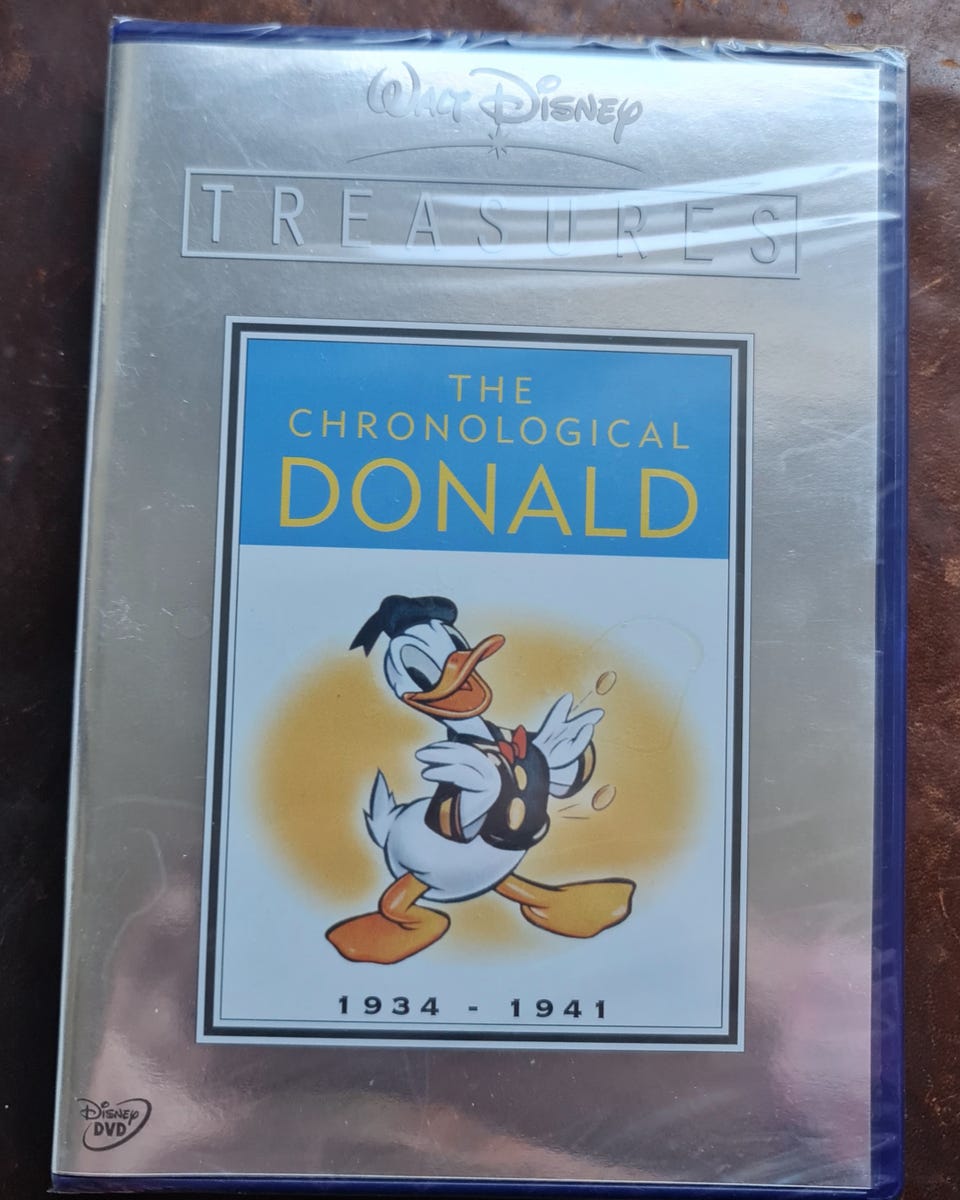 Walt Disney
TREASURES
THE
CHRONOLOGICAL
DONALD
1934 - 1941
Disney
DVD